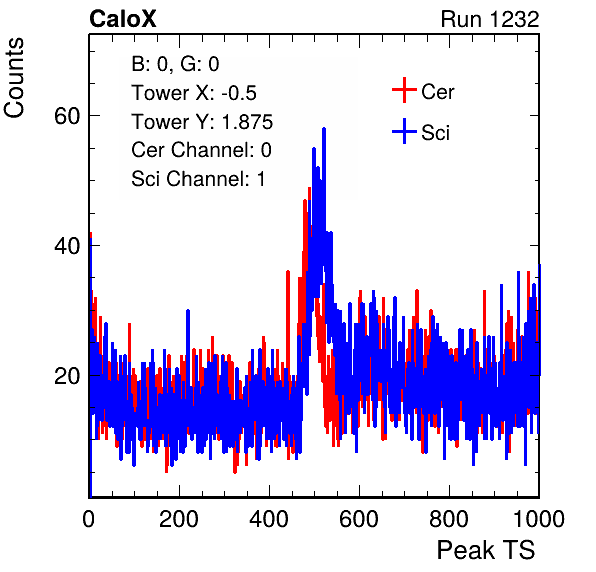 CaloX Run 1232
Counts
B: 0, G: 0
Tower X: -0.5
Tower Y: 1.875
Cer Channel: 0
Sci Channel: 1
Cer
Sci
60
40
20
0 200 400 600 800 1000
Peak TS